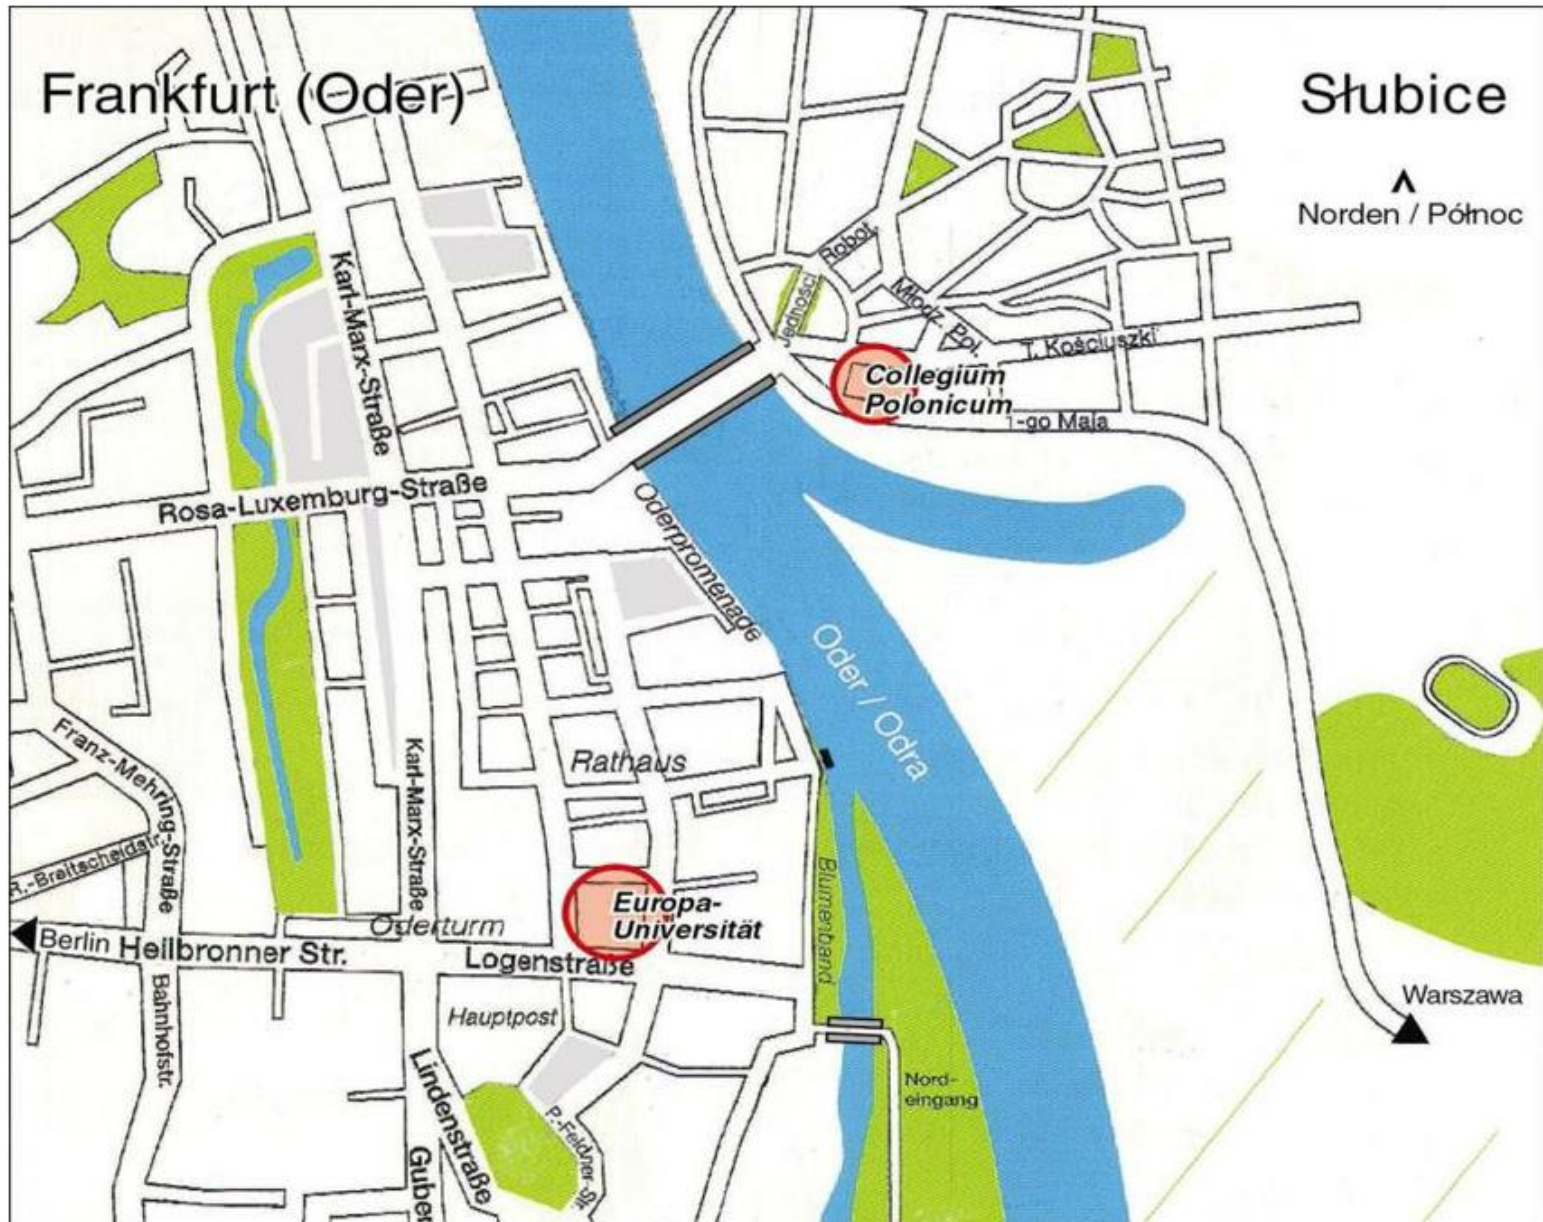 Frankfurt (Oder)
Słubice
Norden / Północ
Robot.
Jedności
Młodz. Pol.
T. Kościuszki
Karl-Marx-Straße
Collegium
Polonicum
1-go Maja
Rosa-Luxemburg-Straße
Oderpromenade
Oder / Odra
Franz-Mehring-Straße
Karl-Marx-Straße
Rathaus
R.-Breitscheidstr.
Blumenband
Europa-
Universität
Oderturm
Berlin
Heilbronner Str.
Logenstraße
Warszawa
Bahnhofstr.
Hauptpost
Lindenstraße
Nord-
eingang
P.-Feldner-Str.
Guben